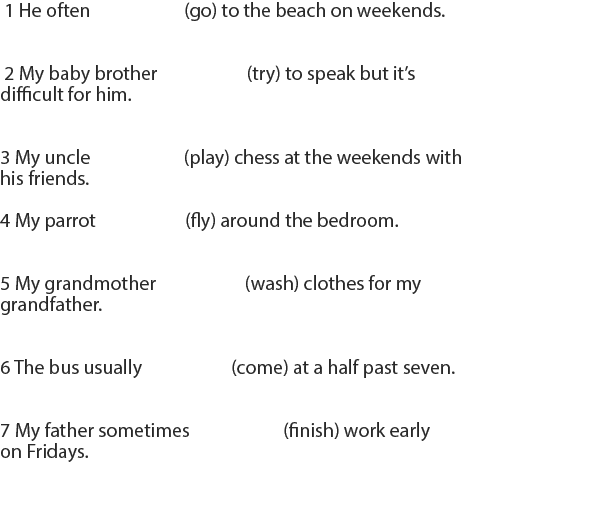 1 He often (go) to the beach on weekends.
2 My baby brother (try) to speak but it’s
difficult for him.
3 My uncle (play) chess at the weekends with
his friends.
4 My parrot (fly) around the bedroom.
5 My grandmother (wash) clothes for my
grandfather.
6 The bus usually (come) at a half past seven.
7 My father sometimes (finish) work early
on Fridays.